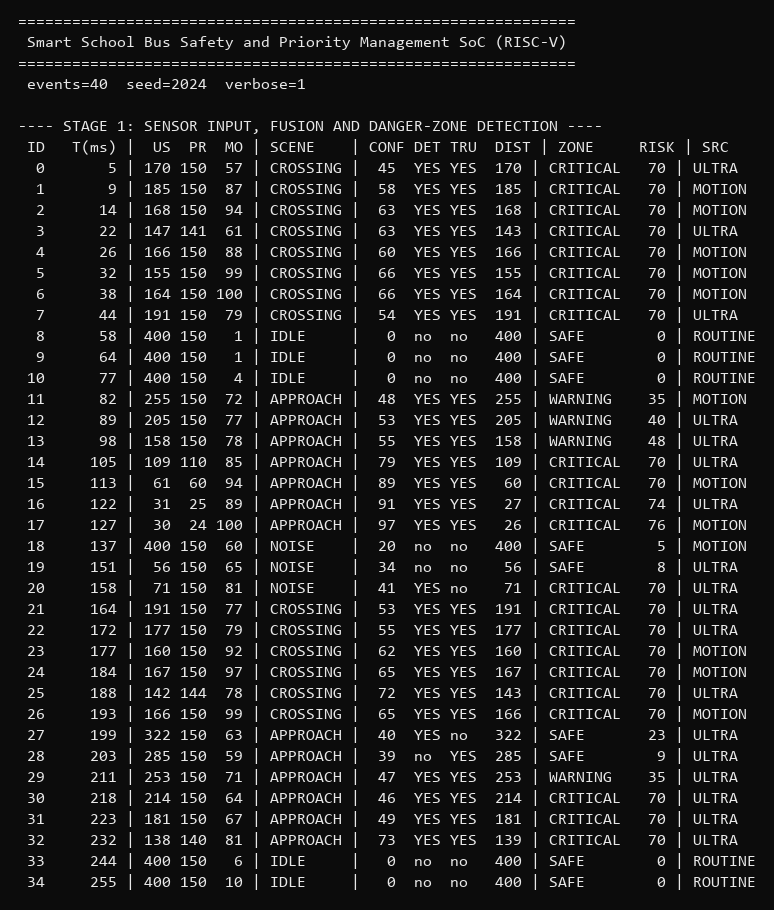 ==============================================================
 Smart School Bus Safety and Priority Management SoC (RISC-V)
==============================================================
 events=40  seed=2024  verbose=1
---- STAGE 1: SENSOR INPUT, FUSION AND DANGER-ZONE DETECTION ----
 ID   T(ms) |  US  PR  MO | SCENE    | CONF DET TRU  DIST | ZONE     RISK | SRC
  0       5 | 170 150  57 | CROSSING |  45  YES YES  170 | CRITICAL   70 | ULTRA
  1       9 | 185 150  87 | CROSSING |  58  YES YES  185 | CRITICAL   70 | MOTION
  2      14 | 168 150  94 | CROSSING |  63  YES YES  168 | CRITICAL   70 | MOTION
  3      22 | 147 141  61 | CROSSING |  63  YES YES  143 | CRITICAL   70 | ULTRA
  4      26 | 166 150  88 | CROSSING |  60  YES YES  166 | CRITICAL   70 | MOTION
  5      32 | 155 150  99 | CROSSING |  66  YES YES  155 | CRITICAL   70 | MOTION
  6      38 | 164 150 100 | CROSSING |  66  YES YES  164 | CRITICAL   70 | MOTION
  7      44 | 191 150  79 | CROSSING |  54  YES YES  191 | CRITICAL   70 | ULTRA
  8      58 | 400 150   1 | IDLE     |   0  no  no   400 | SAFE        0 | ROUTINE
  9      64 | 400 150   1 | IDLE     |   0  no  no   400 | SAFE        0 | ROUTINE
 10      77 | 400 150   4 | IDLE     |   0  no  no   400 | SAFE        0 | ROUTINE
 11      82 | 255 150  72 | APPROACH |  48  YES YES  255 | WARNING    35 | MOTION
 12      89 | 205 150  77 | APPROACH |  53  YES YES  205 | WARNING    40 | ULTRA
 13      98 | 158 150  78 | APPROACH |  55  YES YES  158 | WARNING    48 | ULTRA
 14     105 | 109 110  85 | APPROACH |  79  YES YES  109 | CRITICAL   70 | ULTRA
 15     113 |  61  60  94 | APPROACH |  89  YES YES   60 | CRITICAL   70 | MOTION
 16     122 |  31  25  89 | APPROACH |  91  YES YES   27 | CRITICAL   74 | ULTRA
 17     127 |  30  24 100 | APPROACH |  97  YES YES   26 | CRITICAL   76 | MOTION
 18     137 | 400 150  60 | NOISE    |  20  no  no   400 | SAFE        5 | MOTION
 19     151 |  56 150  65 | NOISE    |  34  no  no    56 | SAFE        8 | ULTRA
 20     158 |  71 150  81 | NOISE    |  41  YES no    71 | CRITICAL   70 | ULTRA
 21     164 | 191 150  77 | CROSSING |  53  YES YES  191 | CRITICAL   70 | ULTRA
 22     172 | 177 150  79 | CROSSING |  55  YES YES  177 | CRITICAL   70 | ULTRA
 23     177 | 160 150  92 | CROSSING |  62  YES YES  160 | CRITICAL   70 | MOTION
 24     184 | 167 150  97 | CROSSING |  65  YES YES  167 | CRITICAL   70 | MOTION
 25     188 | 142 144  78 | CROSSING |  72  YES YES  143 | CRITICAL   70 | ULTRA
 26     193 | 166 150  99 | CROSSING |  65  YES YES  166 | CRITICAL   70 | MOTION
 27     199 | 322 150  63 | APPROACH |  40  YES no   322 | SAFE       23 | ULTRA
 28     203 | 285 150  59 | APPROACH |  39  no  YES  285 | SAFE        9 | ULTRA
 29     211 | 253 150  71 | APPROACH |  47  YES YES  253 | WARNING    35 | ULTRA
 30     218 | 214 150  64 | APPROACH |  46  YES YES  214 | CRITICAL   70 | ULTRA
 31     223 | 181 150  67 | APPROACH |  49  YES YES  181 | CRITICAL   70 | ULTRA
 32     232 | 138 140  81 | APPROACH |  73  YES YES  139 | CRITICAL   70 | ULTRA
 33     244 | 400 150   6 | IDLE     |   0  no  no   400 | SAFE        0 | ROUTINE
 34     255 | 400 150  10 | IDLE     |   0  no  no   400 | SAFE        0 | ROUTINE